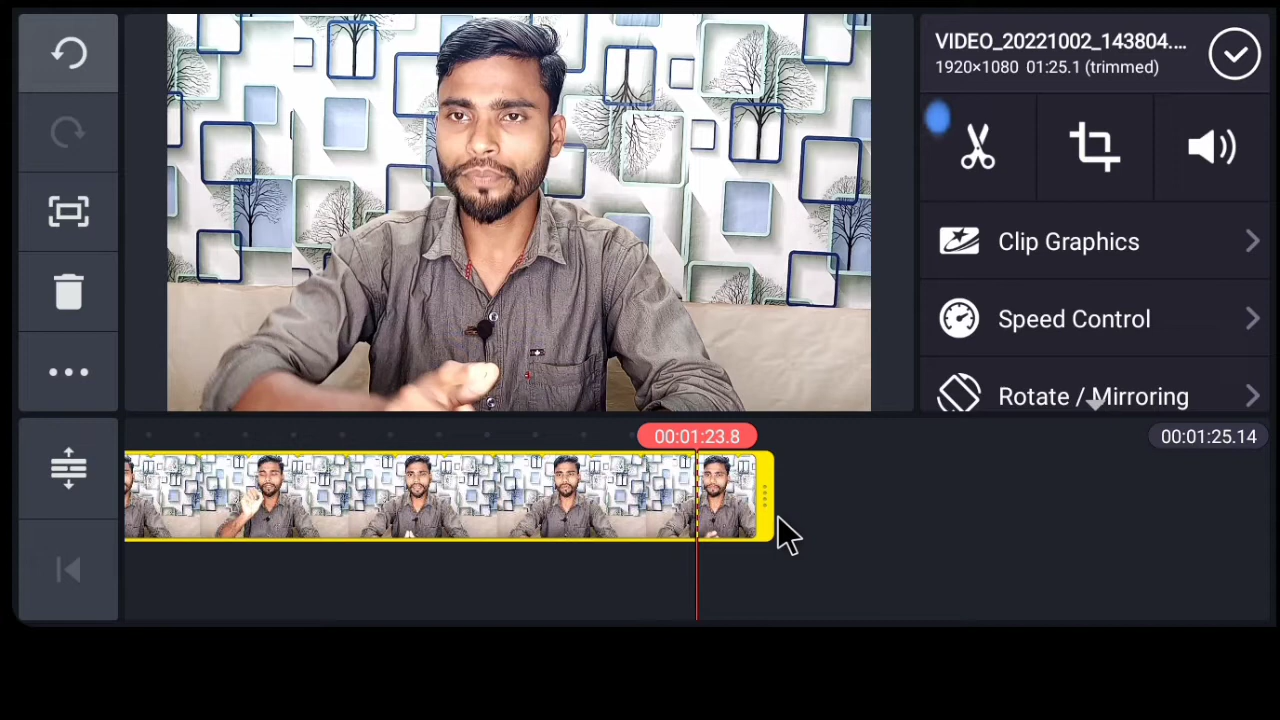 VIDEO_20221002_143804....
1920×1080 01:25.1 (trimmed)
Clip Graphics
Speed Control
Rotate / Mirroring
00:01:23.8
00:01:25.14